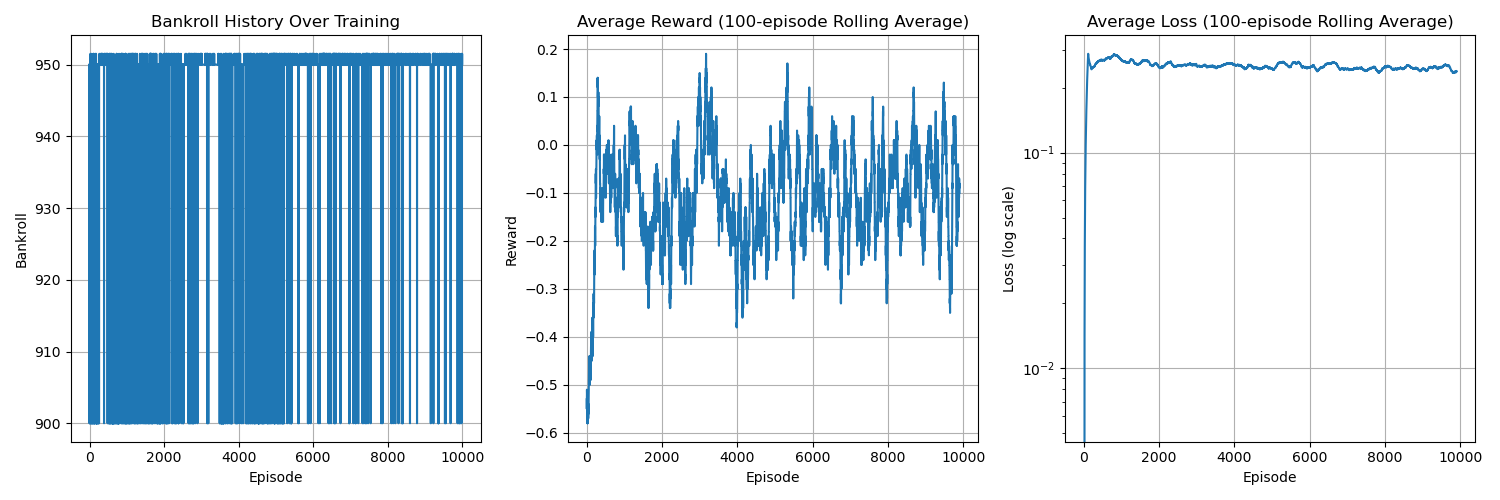 Bankroll History Over Training
Bankroll
950
940
930
920
910
900
0 2000 4000 6000 8000 10000
Episode
Average Reward (100-episode Rolling Average)
Reward
0.2
0.1
0.0
−0.1
−0.2
−0.3
−0.4
−0.5
−0.6
0 2000 4000 6000 8000 10000
Episode
Average Loss (100-episode Rolling Average)
Loss (log scale)
10⁻¹
10⁻²
0 2000 4000 6000 8000 10000
Episode